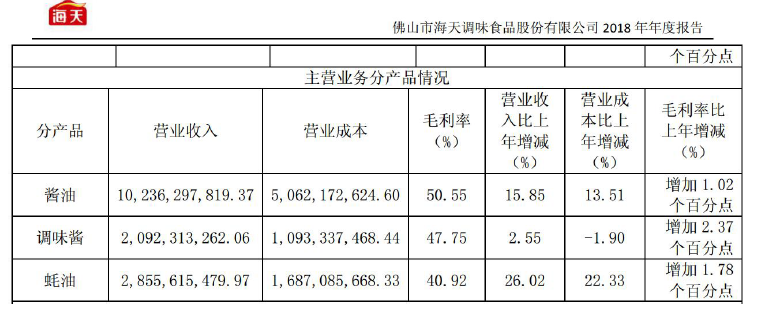 海天
佛山市海天调味食品股份有限公司 2018 年年度报告
个百分点
主营业务分产品情况
分产品 营业收入 营业成本 毛利率（%） 营业收入比上年增减（%） 营业成本比上年增减（%） 毛利率比上年增减（%）
酱油 10,236,297,819.37 5,062,172,624.60 50.55 15.85 13.51 增加 1.02 个百分点
调味酱 2,092,313,262.06 1,093,337,468.44 47.75 2.55 -1.90 增加 2.37 个百分点
蚝油 2,855,615,479.97 1,687,085,668.33 40.92 26.02 22.33 增加 1.78 个百分点